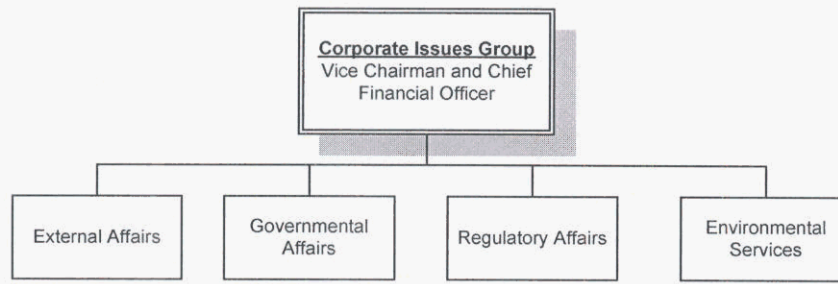 Corporate Issues Group
Vice Chairman and Chief
Financial Officer
External Affairs
Governmental
Affairs
Regulatory Affairs
Environmental
Services